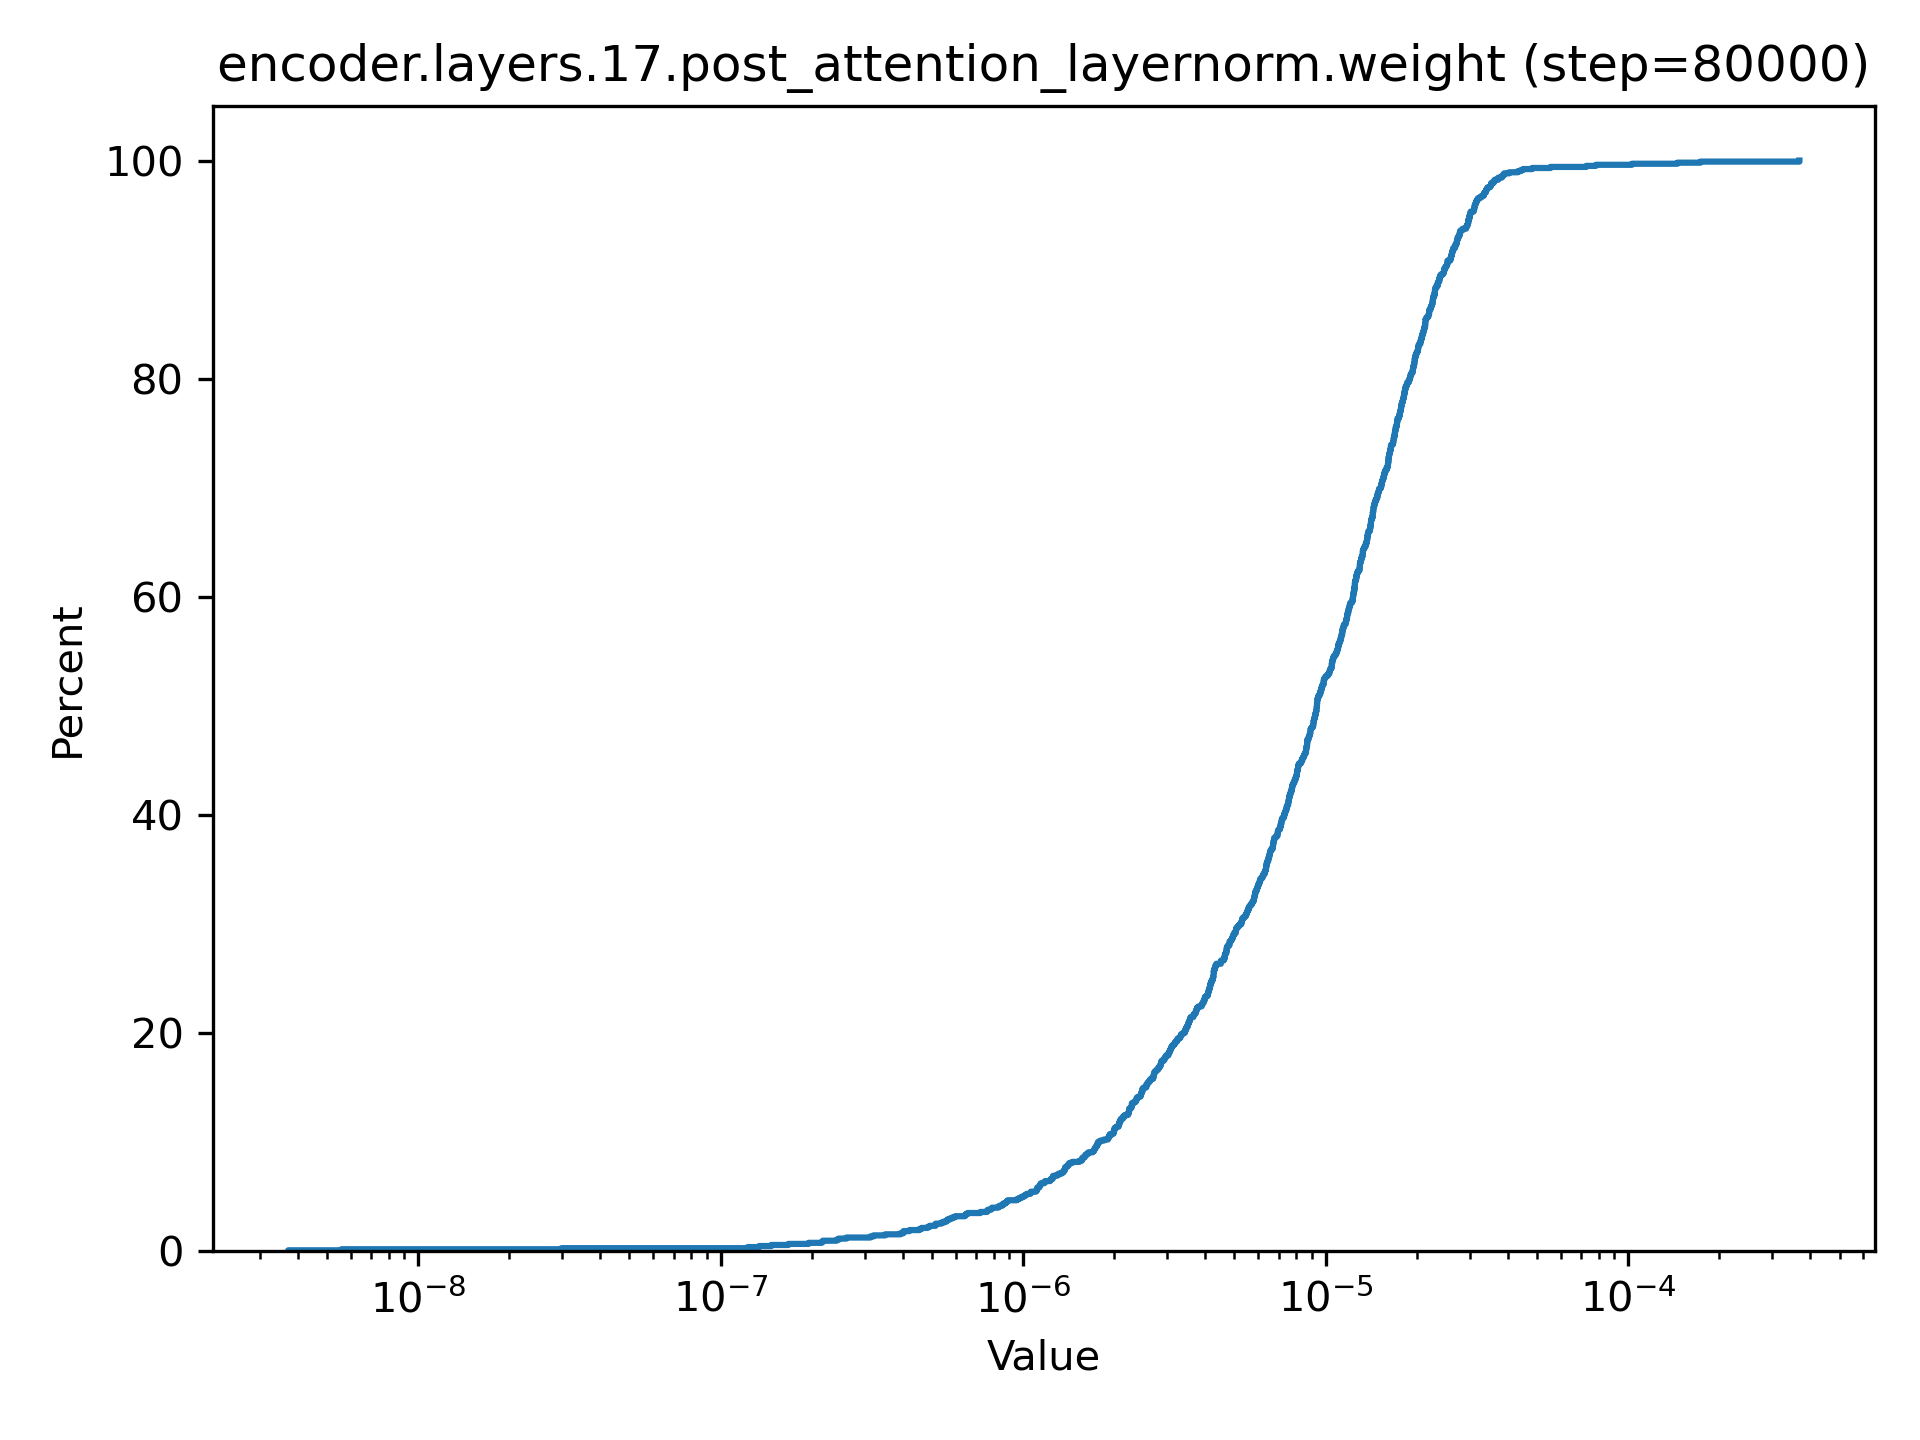 encoder.layers.17.post_attention_layernorm.weight (step=80000)
100
80
60
40
20
0
Percent
10⁻⁸ 10⁻⁷ 10⁻⁶ 10⁻⁵ 10⁻⁴
Value